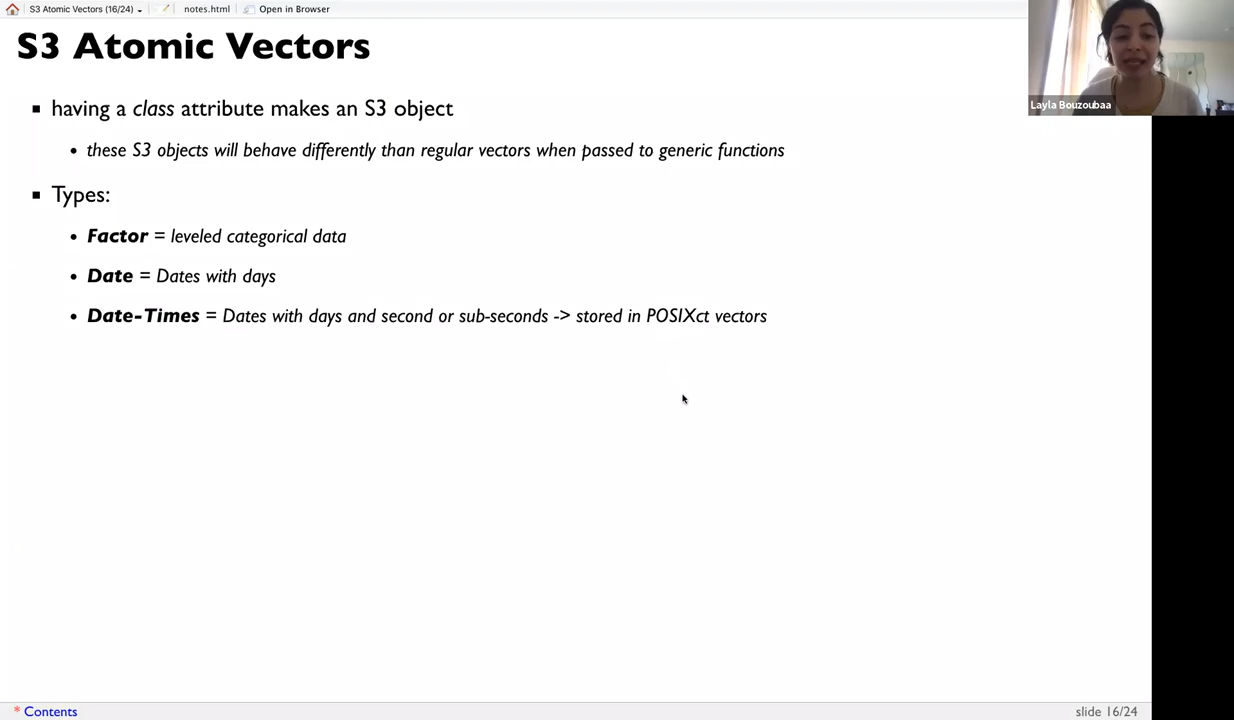 S3 Atomic Vectors (16/24) notes.html Open in Browser
S3 Atomic Vectors
Layla Bouzoubaa
▪ having a class attribute makes an S3 object
• these S3 objects will behave differently than regular vectors when passed to generic functions
▪ Types:
• Factor = leveled categorical data
• Date = Dates with days
• Date-Times = Dates with days and second or sub-seconds -> stored in POSIXct vectors
* Contents
slide 16/24